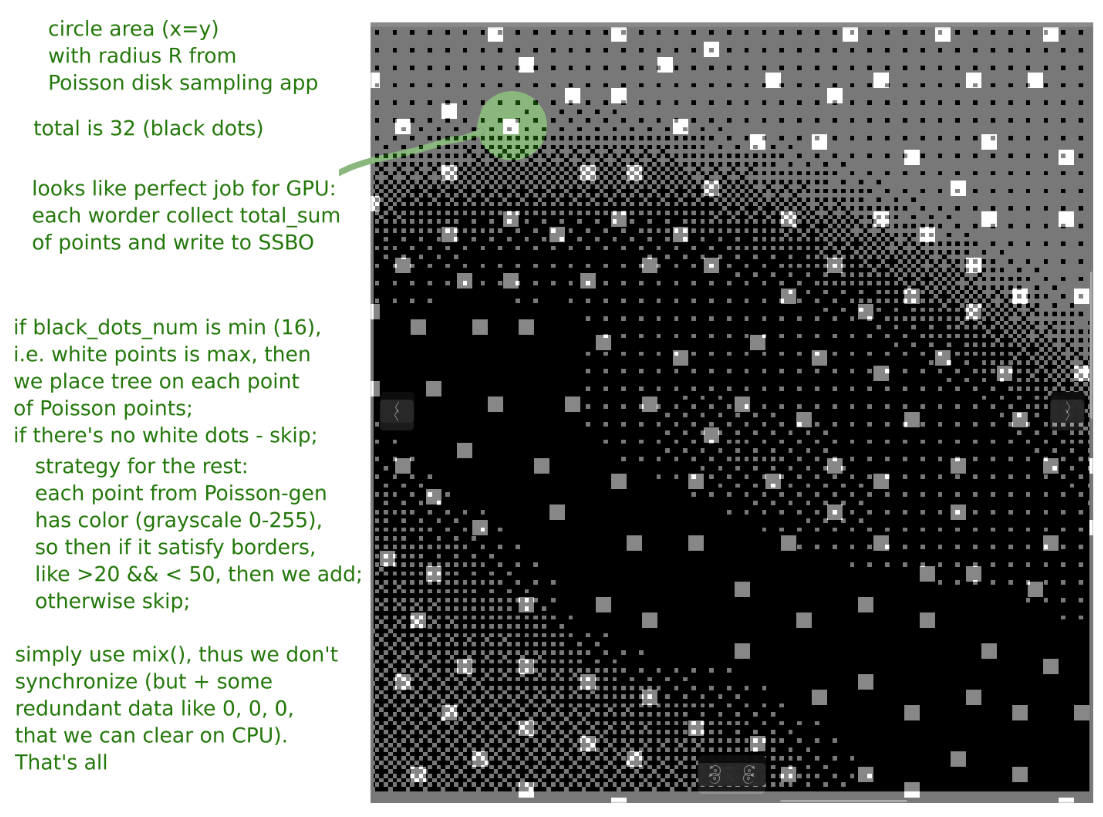 circle area (x=y)
with radius R from
Poisson disk sampling app
total is 32 (black dots)
looks like perfect job for GPU:
each worder collect total_sum
of points and write to SSBO
if black_dots_num is min (16),
i.e. white points is max, then
we place tree on each point
of Poisson points;
if there's no white dots - skip;
strategy for the rest:
each point from Poisson-gen
has color (grayscale 0-255),
so then if it satisfy borders,
like >20 && < 50, then we add;
otherwise skip;
simply use mix(), thus we don't
synchronize (but + some
redundant data like 0, 0, 0,
that we can clear on CPU).
That's all